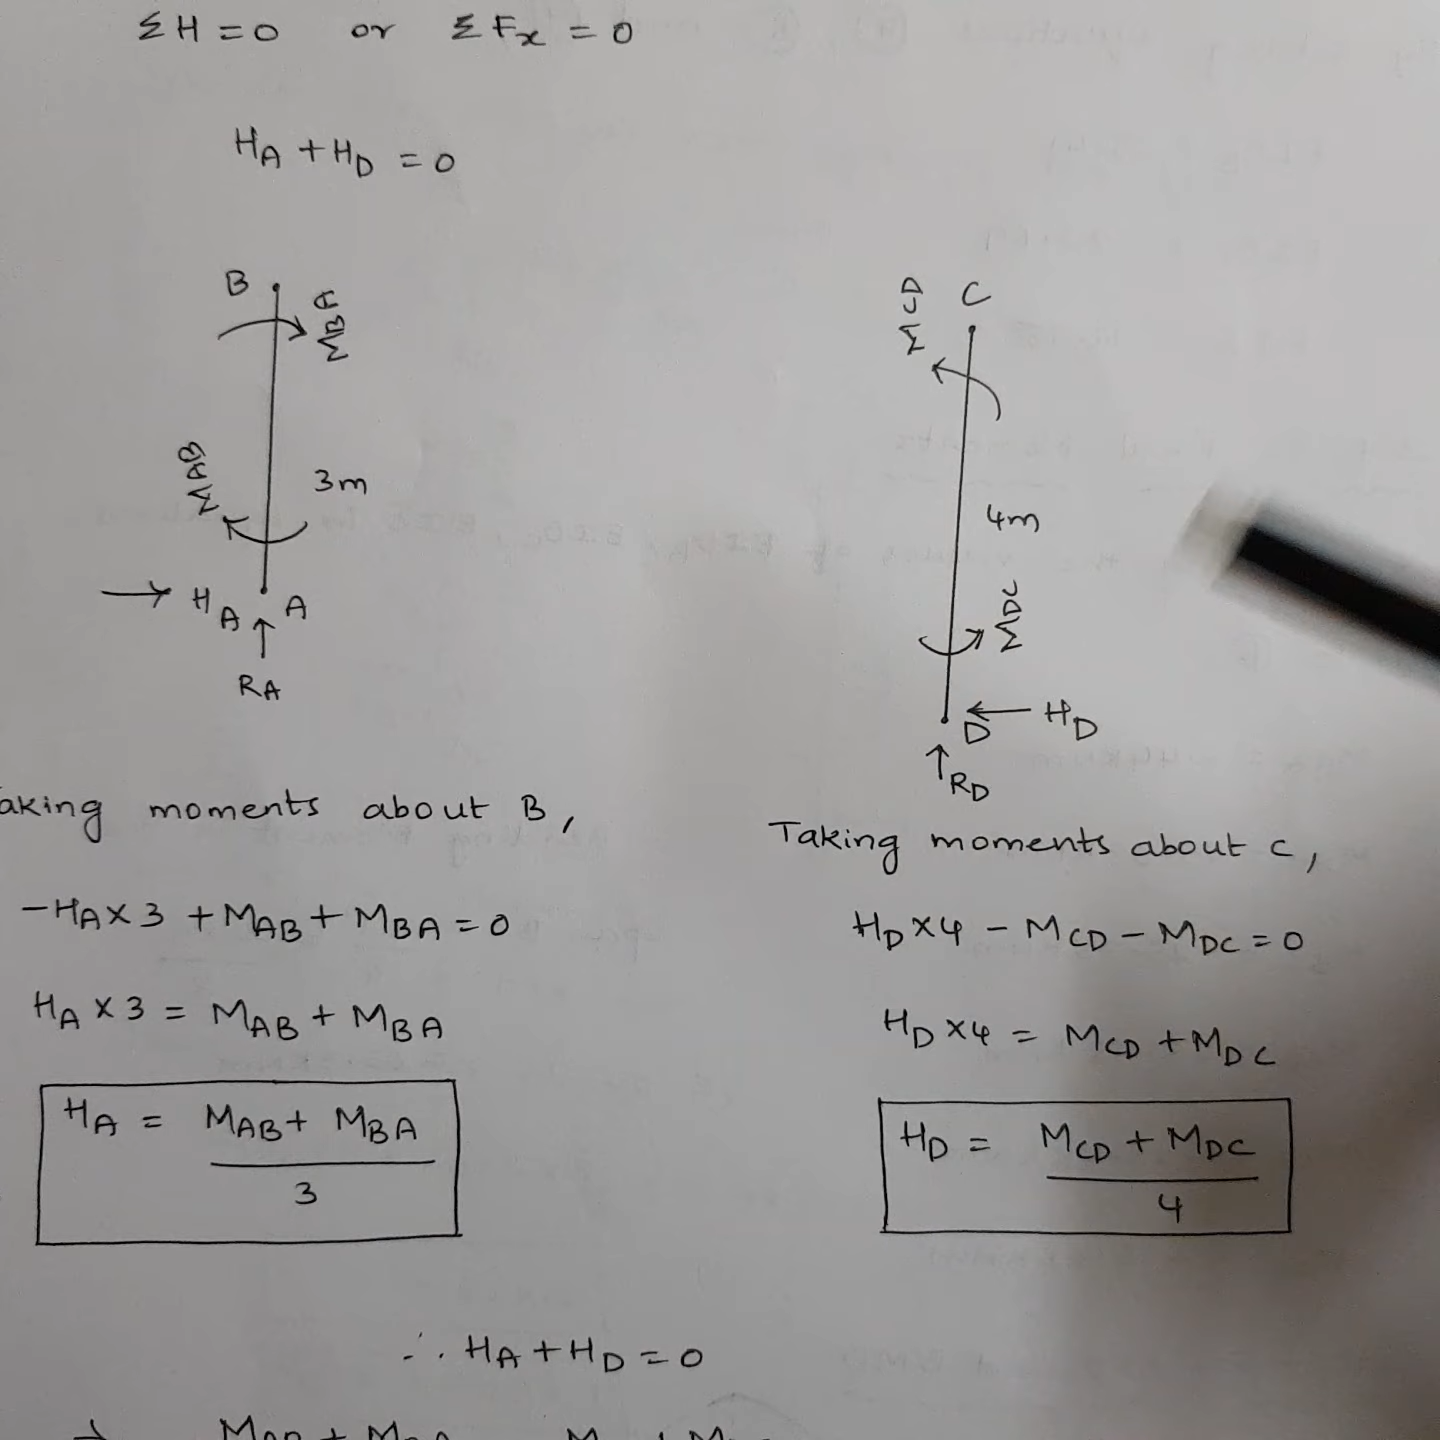 ΣH = 0 or ΣFx = 0
HA + HD = 0
B
MBA
MAB
3m
HA A
RA
MCD C
4m
MDC
D HD
RD
aking moments about B,
-HA × 3 + MAB + MBA = 0
HA × 3 = MAB + MBA
HA = MAB + MBA
3
Taking moments about C,
HD × 4 - MCD - MDC = 0
HD × 4 = MCD + MDC
HD = MCD + MDC
4
∴ HA + HD = 0